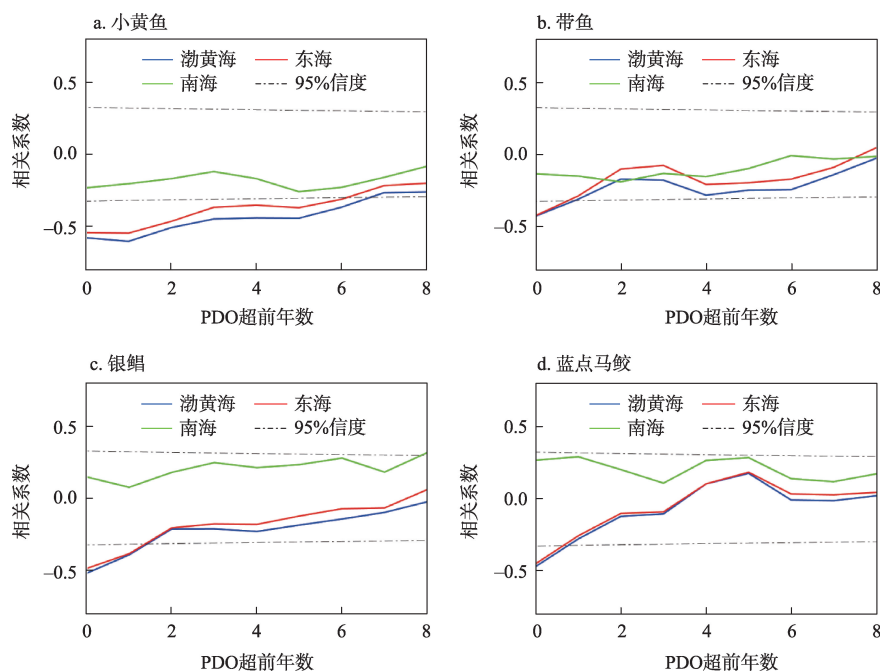 a. 小黄鱼
渤黄海 东海
南海 95%信度
0.5
0.0
–0.5
相关系数
0 2 4 6 8
PDO超前年数
b. 带鱼
渤黄海 东海
南海 95%信度
0.5
0.0
–0.5
相关系数
0 2 4 6 8
PDO超前年数
c. 银鲳
渤黄海 东海
南海 95%信度
0.5
0.0
–0.5
相关系数
0 2 4 6 8
PDO超前年数
d. 蓝点马鲛
渤黄海 东海
南海 95%信度
0.5
0.0
–0.5
相关系数
0 2 4 6 8
PDO超前年数